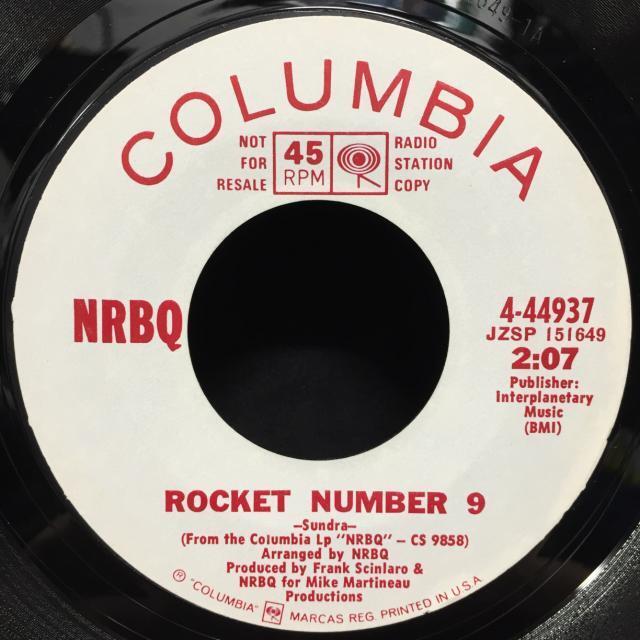 COLUMBIA
NOT
FOR
RESALE
45
RPM
RADIO
STATION
COPY
NRBQ
4-44937
JZSP 151649
2:07
Publisher:
Interplanetary
Music
(BMI)
ROCKET NUMBER 9
-Sundra-
(From the Columbia Lp "NRBQ" - CS 9858)
Arranged by NRBQ
Produced by Frank Scinlaro &
NRBQ for Mike Martineau
Productions
Ⓡ "COLUMBIA" MARCAS REG. PRINTED IN U.S.A